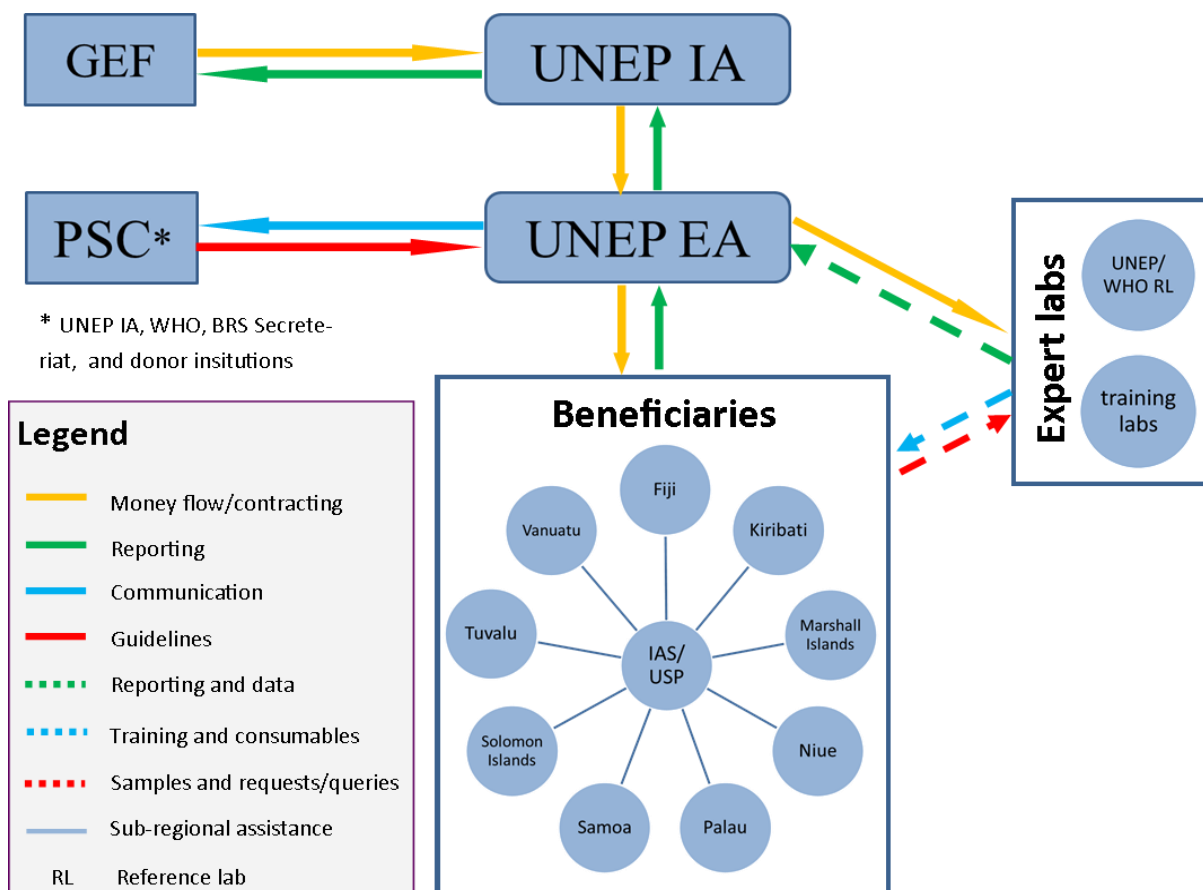 GEF
UNEP IA
PSC*
UNEP EA
* UNEP IA, WHO, BRS Secrete-
riat, and donor insitutions
Expert labs
UNEP/
WHO RL
training
labs
Legend
Money flow/contracting
Reporting
Communication
Guidelines
Reporting and data
Training and consumables
Samples and requests/queries
Sub-regional assistance
RL Reference lab
Beneficiaries
Fiji
Vanuatu
Kiribati
Tuvalu
Marshall
Islands
IAS/
USP
Solomon
Islands
Niue
Samoa
Palau